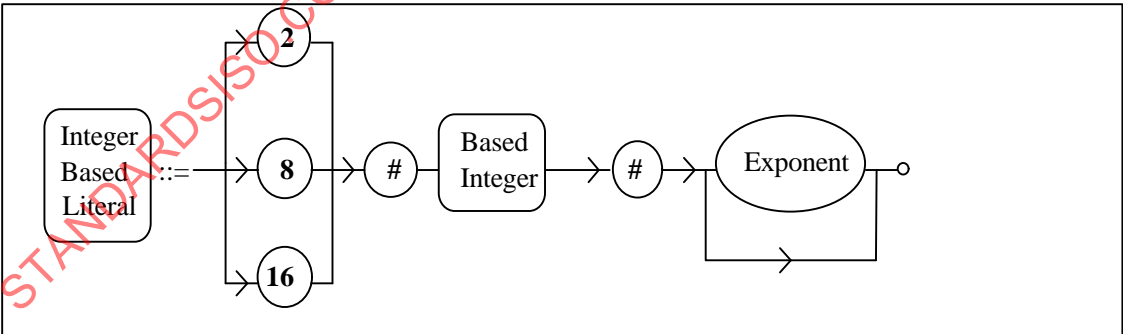 2
Integer
Based
Literal
::=
8
#
Based
Integer
#
Exponent
16
STANDARDSISO.CO